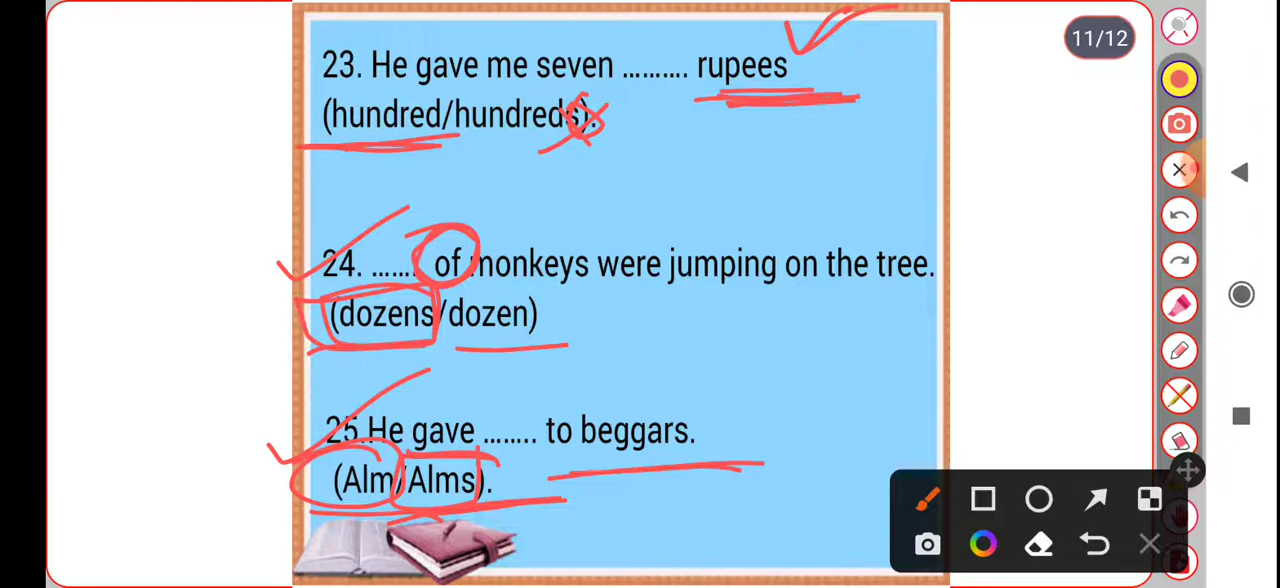 11/12
23. He gave me seven ………. rupees
(hundred/hundreds).
24. ……. of monkeys were jumping on the tree.
(dozens/dozen)
25.He gave …….. to beggars.
(Alm/Alms).